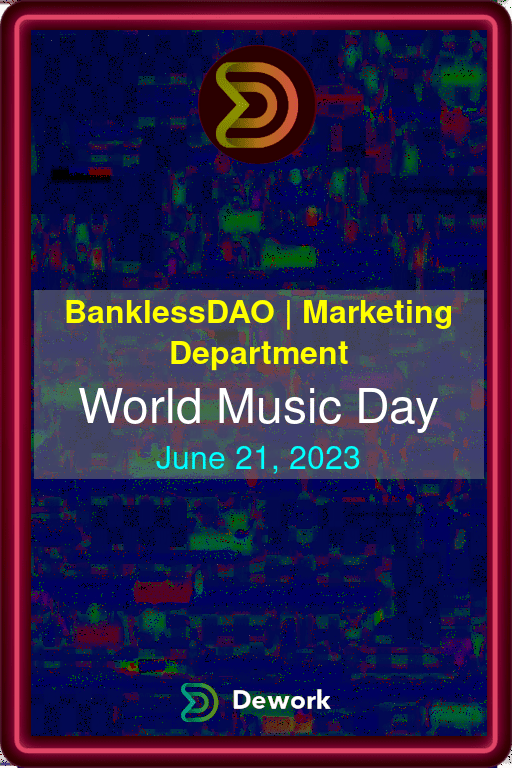 BanklessDAO | Marketing
Department
World Music Day
June 21, 2023
Dework